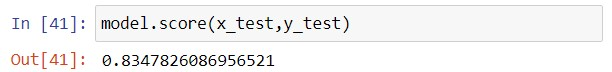 In [41]: model.score(x_test,y_test)
Out[41]: 0.8347826086956521